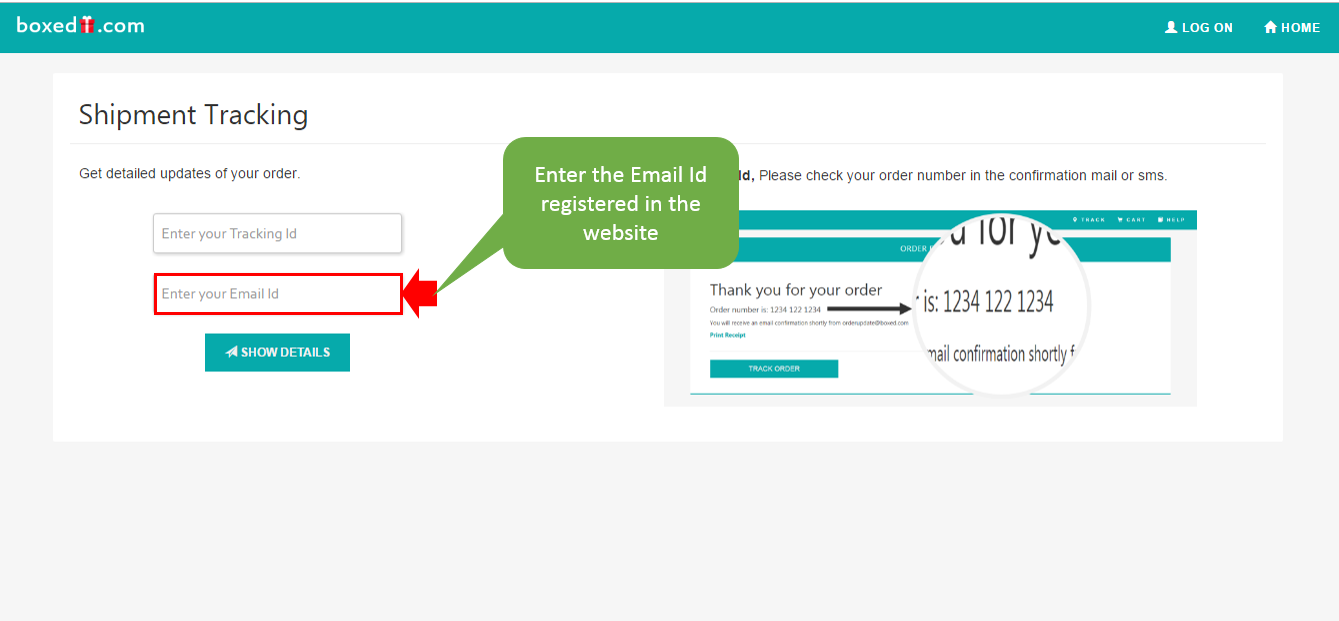 boxed.com
LOG ON
HOME
Shipment Tracking
Get detailed updates of your order.
Enter your Tracking Id
Enter your Email Id
SHOW DETAILS
Enter the Email Id
registered in the
website
Id, Please check your order number in the confirmation mail or sms.
TRACK CART HELP
ORDER
d for yo
Thank you for your order
Order number is: 1234 122 1234
You will receive an email confirmation shortly from orderupdate@boxed.com
Print Receipt
TRACK ORDER
r is: 1234 122 1234
mail confirmation shortly f